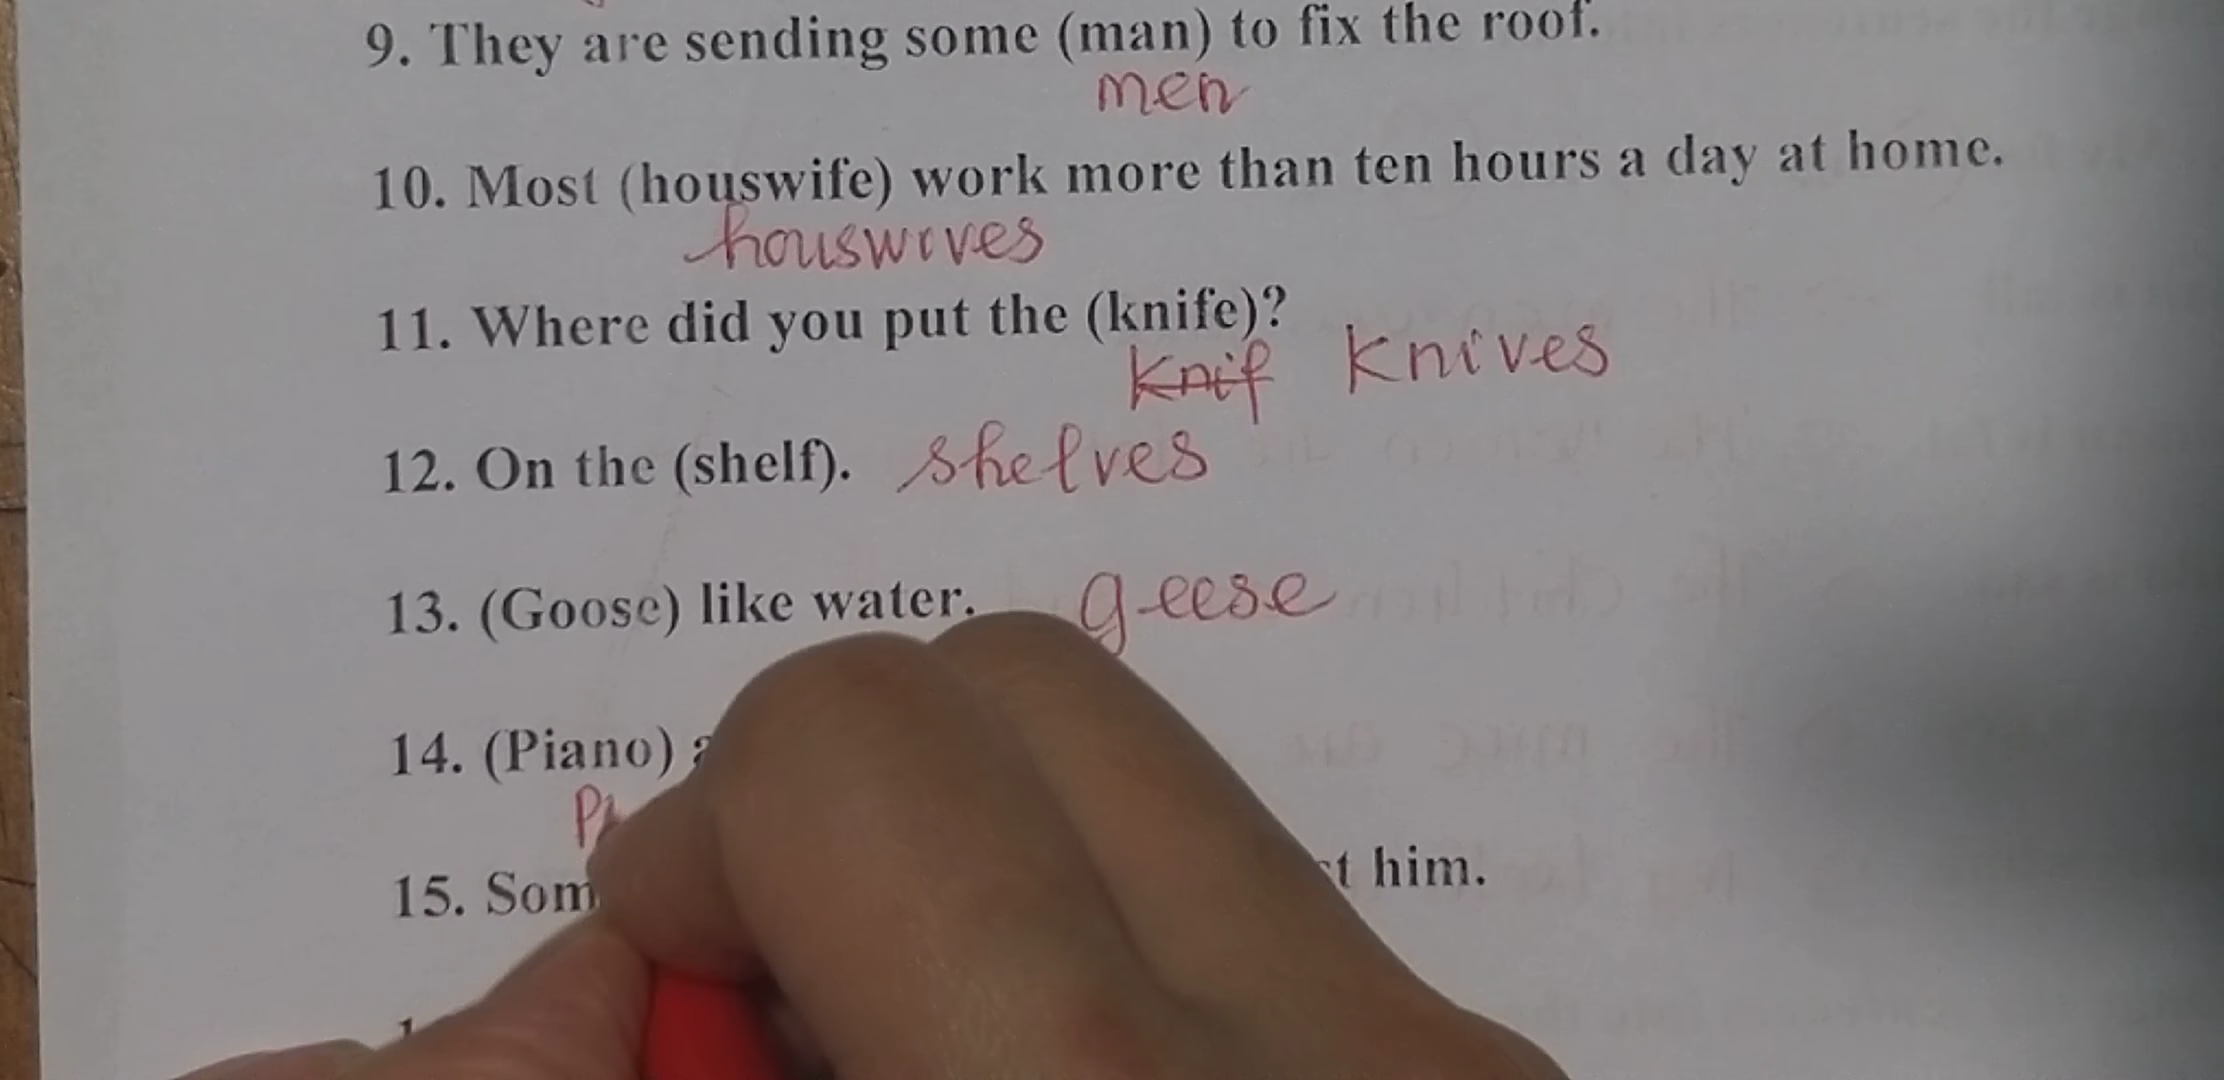 9. They are sending some (man) to fix the roof.
men
10. Most (houswife) work more than ten hours a day at home.
houswives
11. Where did you put the (knife)?
knif knives
12. On the (shelf). shelves
13. (Goose) like water. geese
14. (Piano)
15. him.